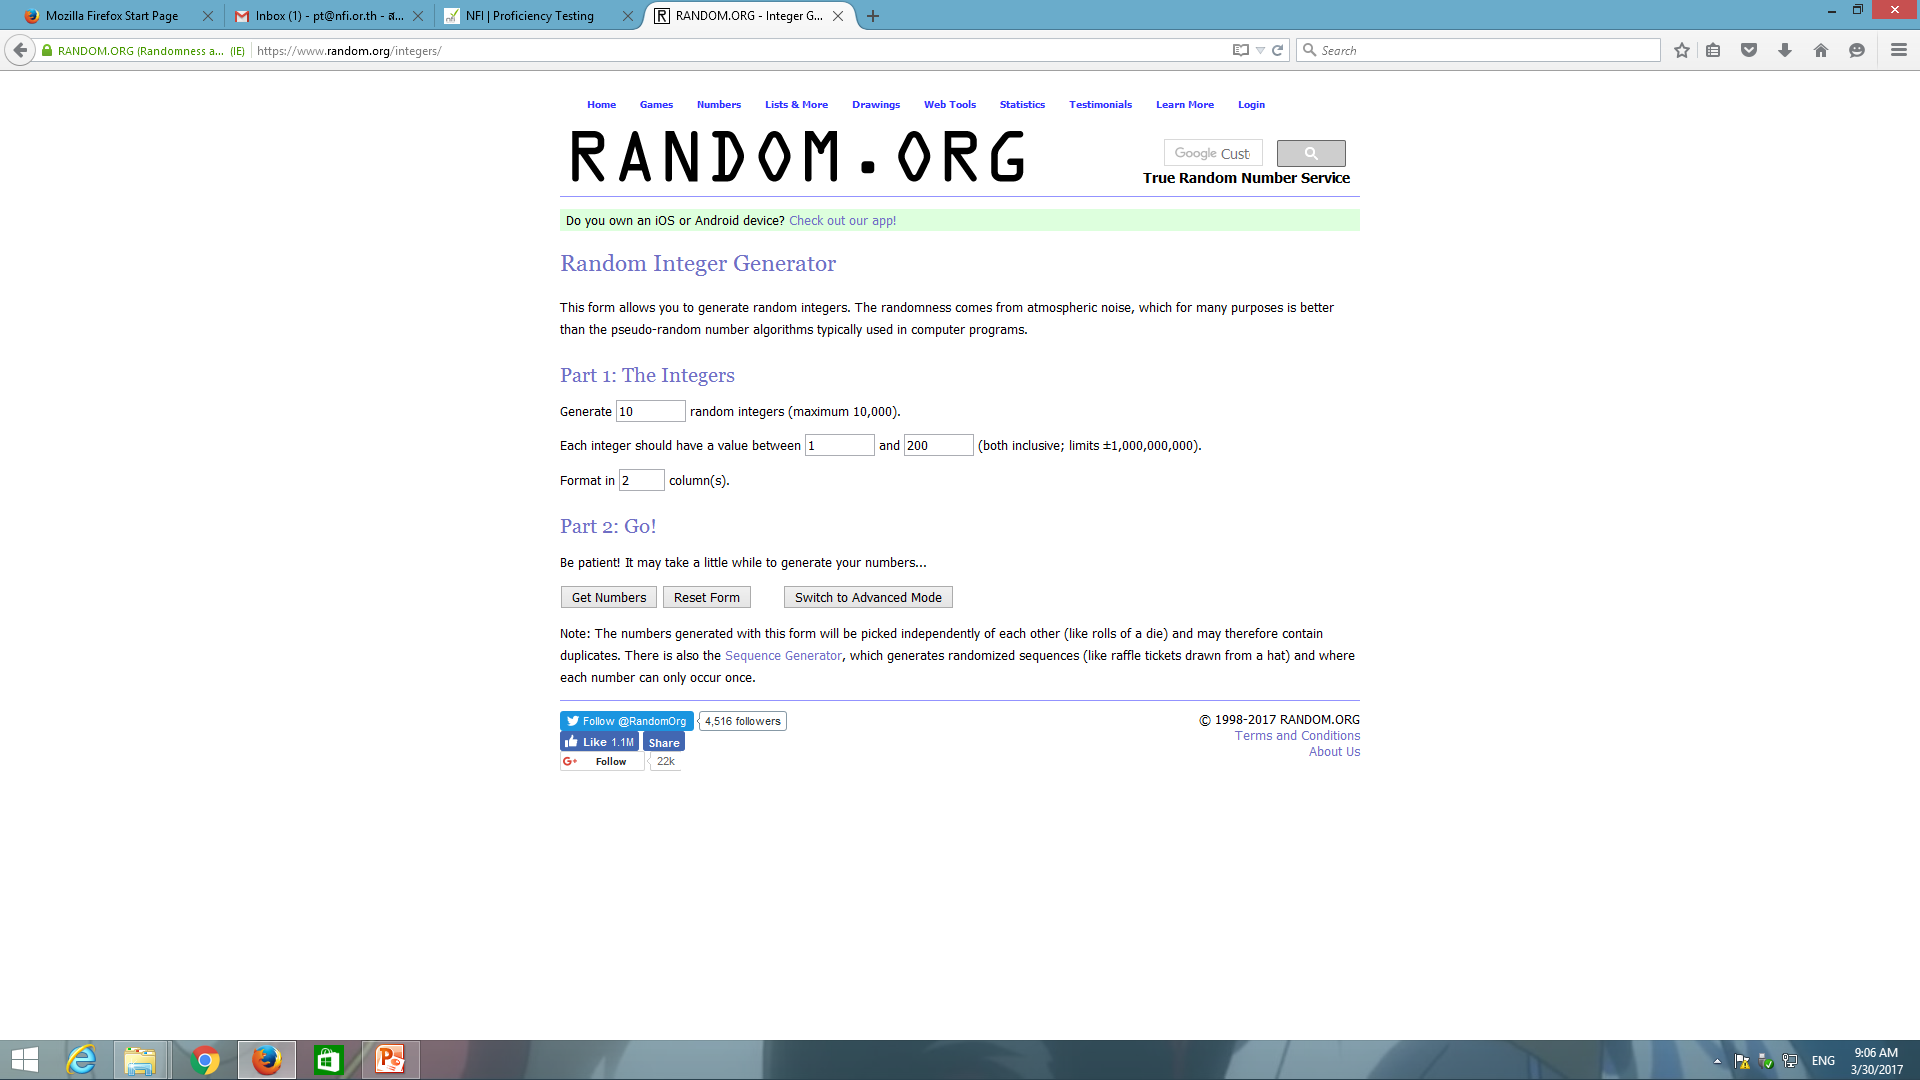 Mozilla Firefox Start Page
Inbox (1) - pt@nfi.or.th - ส...
NFI | Proficiency Testing
RANDOM.ORG - Integer G...
RANDOM.ORG (Randomness a... (IE)
https://www.random.org/integers/
Search
Home Games Numbers Lists & More Drawings Web Tools Statistics Testimonials Learn More Login
RANDOM.ORG
Google Cust
True Random Number Service
Do you own an iOS or Android device? Check out our app!
Random Integer Generator
This form allows you to generate random integers. The randomness comes from atmospheric noise, which for many purposes is better
than the pseudo-random number algorithms typically used in computer programs.
Part 1: The Integers
Generate 10 random integers (maximum 10,000).
Each integer should have a value between 1 and 200 (both inclusive; limits ±1,000,000,000).
Format in 2 column(s).
Part 2: Go!
Be patient! It may take a little while to generate your numbers...
Get Numbers Reset Form Switch to Advanced Mode
Note: The numbers generated with this form will be picked independently of each other (like rolls of a die) and may therefore contain
duplicates. There is also the Sequence Generator, which generates randomized sequences (like raffle tickets drawn from a hat) and where
each number can only occur once.
Follow @RandomOrg 4,516 followers
Like 1.1M Share
G+ Follow 22k
© 1998-2017 RANDOM.ORG
Terms and Conditions
About Us
ENG
9:06 AM
3/30/2017